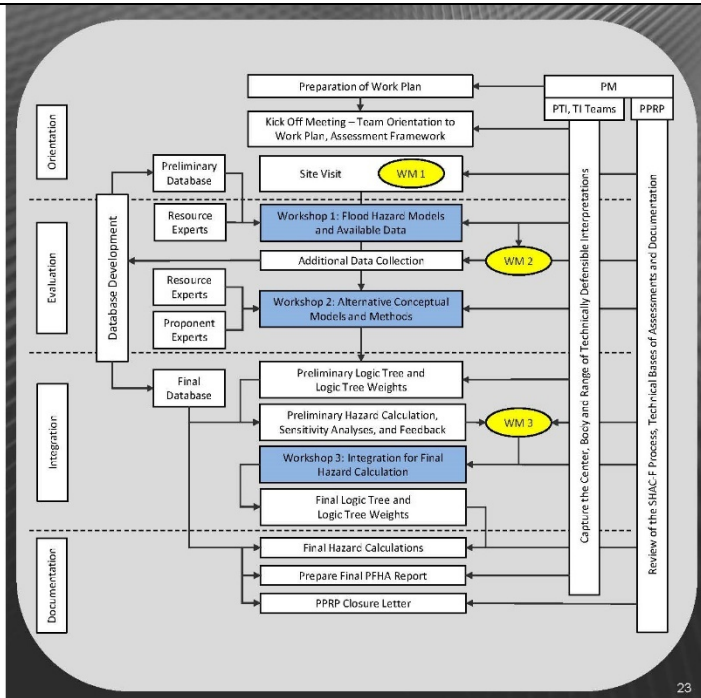 Preparation of Work Plan
PM
PTI, TI Teams
PPRP
Kick Off Meeting – Team Orientation to
Work Plan, Assessment Framework
Orientation
Preliminary
Database
Site Visit
WM 1
Resource
Experts
Workshop 1: Flood Hazard Models
and Available Data
Evaluation
Database Development
Additional Data Collection
WM 2
Resource
Experts
Workshop 2: Alternative Conceptual
Models and Methods
Proponent
Experts
Capture the Center, Body and Range of Technically Defensible Interpretations
Review of the SHAC-F Process, Technical Bases of Assessments and Documentation
Integration
Final
Database
Preliminary Logic Tree and
Logic Tree Weights
Preliminary Hazard Calculation,
Sensitivity Analyses, and Feedback
WM 3
Workshop 3: Integration for Final
Hazard Calculation
Final Logic Tree and
Logic Tree Weights
Documentation
Final Hazard Calculations
Prepare Final PFHA Report
PPRP Closure Letter
23